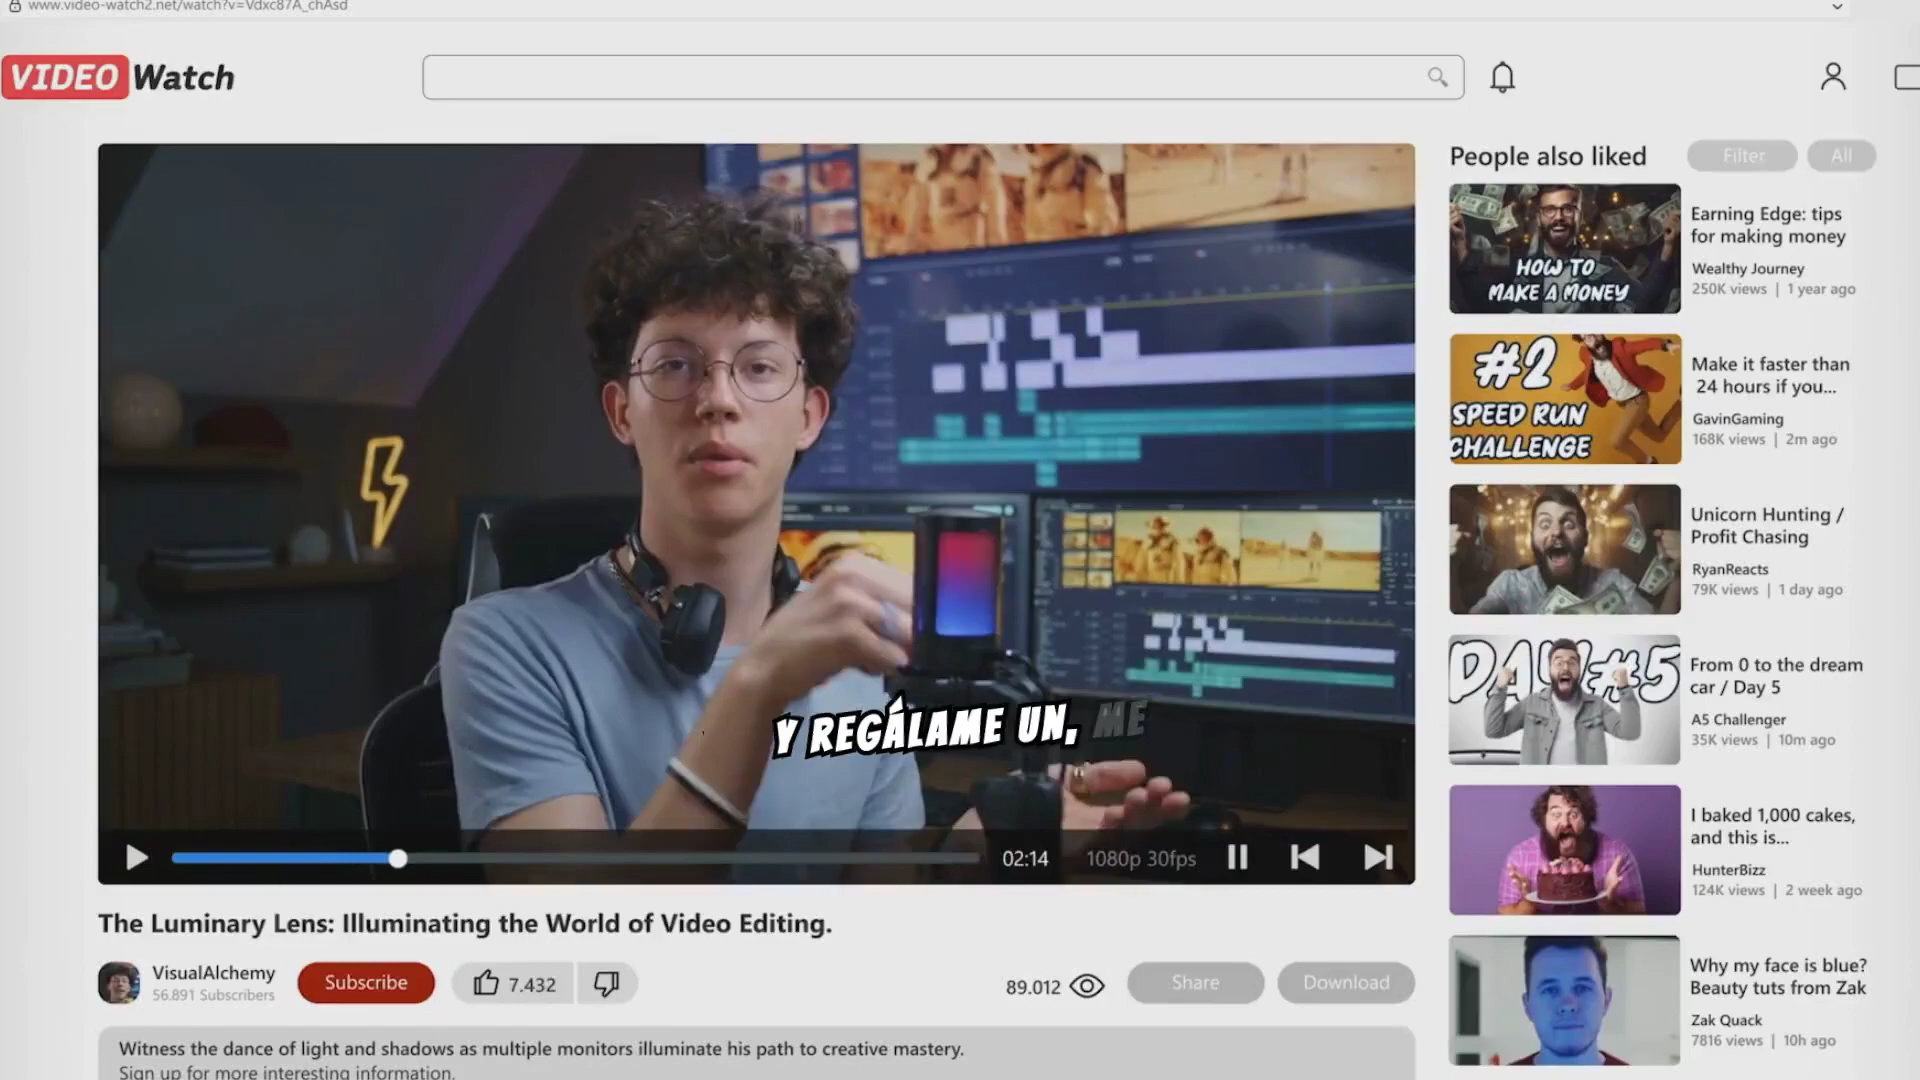 www.video-watch2.net/watch?v=Vdxc87A_chAsd
VIDEO Watch
People also liked
Filter
All
HOW TO
MAKE A MONEY
Earning Edge: tips
for making money
Wealthy Journey
250K views | 1 year ago
#2
SPEED RUN
CHALLENGE
Make it faster than
24 hours if you...
GavinGaming
168K views | 2m ago
Unicorn Hunting /
Profit Chasing
RyanReacts
79K views | 1 day ago
DAY #5
From 0 to the dream
car / Day 5
A5 Challenger
35K views | 10m ago
I baked 1,000 cakes,
and this is...
HunterBizz
124K views | 2 week ago
Why my face is blue?
Beauty tuts from Zak
Zak Quack
7816 views | 10h ago
Y REGÁLAME UN, ME
02:14
1080p 30fps
The Luminary Lens: Illuminating the World of Video Editing.
VisualAlchemy
56.891 Subscribers
Subscribe
7.432
89.012
Share
Download
Witness the dance of light and shadows as multiple monitors illuminate his path to creative mastery.
Sign up for more interesting information.